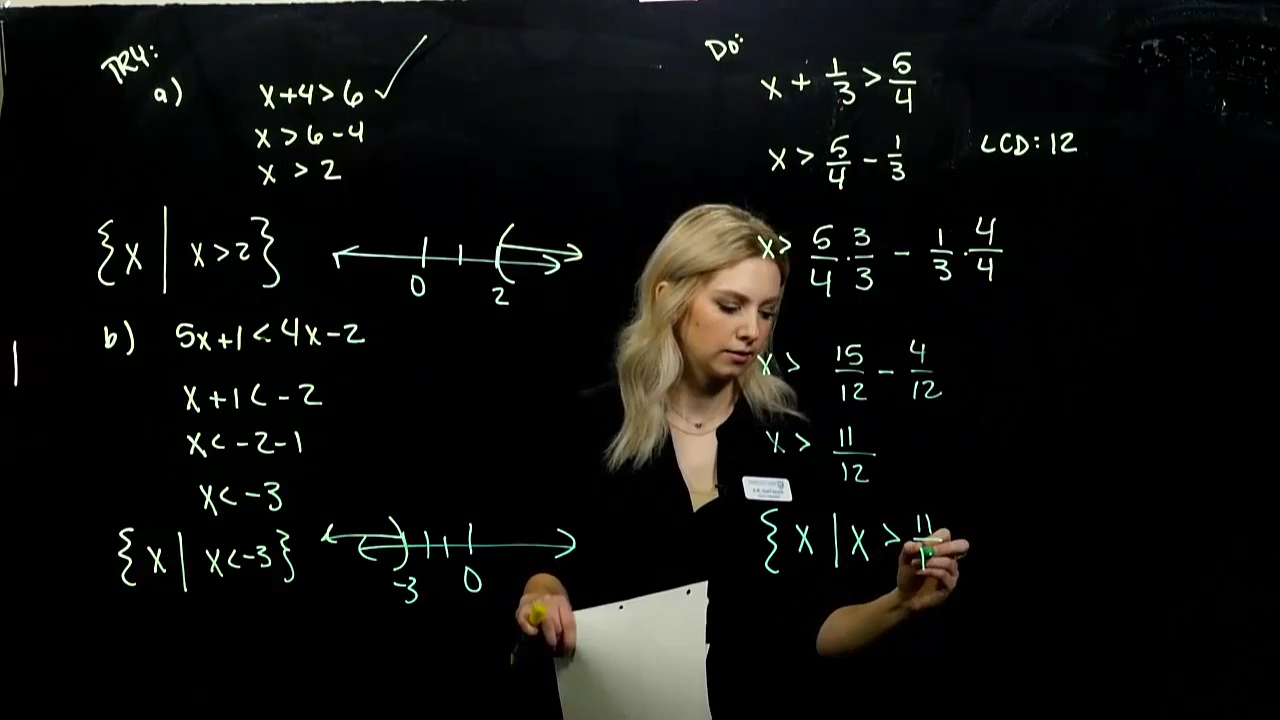 TRY:
a) x+4>6 ✓
x>6-4
x>2
{x | x>2}
0 2
b) 5x+1<4x-2
x+1<-2
x<-2-1
x<-3
{x | x<-3}
-3 0
DO:
x + 1/3 > 5/4
x > 5/4 - 1/3 LCD: 12
x> 5/4 · 3/3 - 1/3 · 4/4
x > 15/12 - 4/12
x > 11/12
{x | x > 11/1